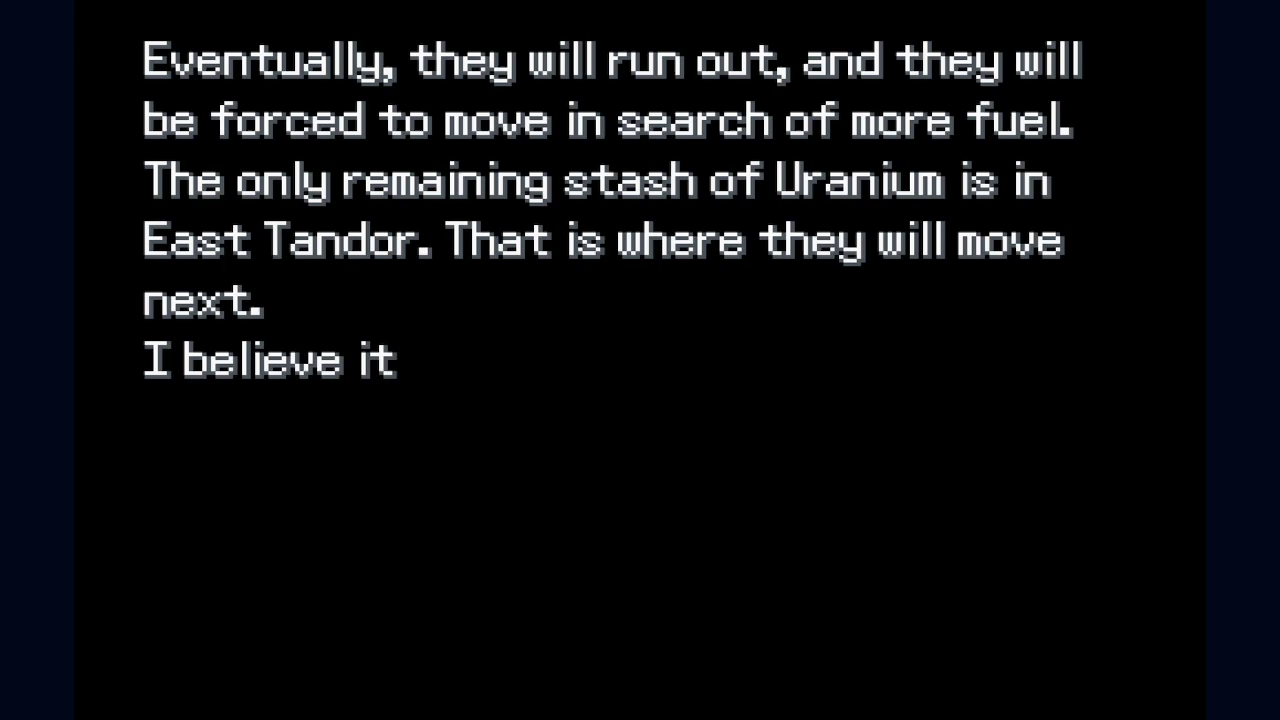 Eventually, they will run out, and they will
be forced to move in search of more fuel.
The only remaining stash of Uranium is in
East Tandor. That is where they will move
next.
I believe it